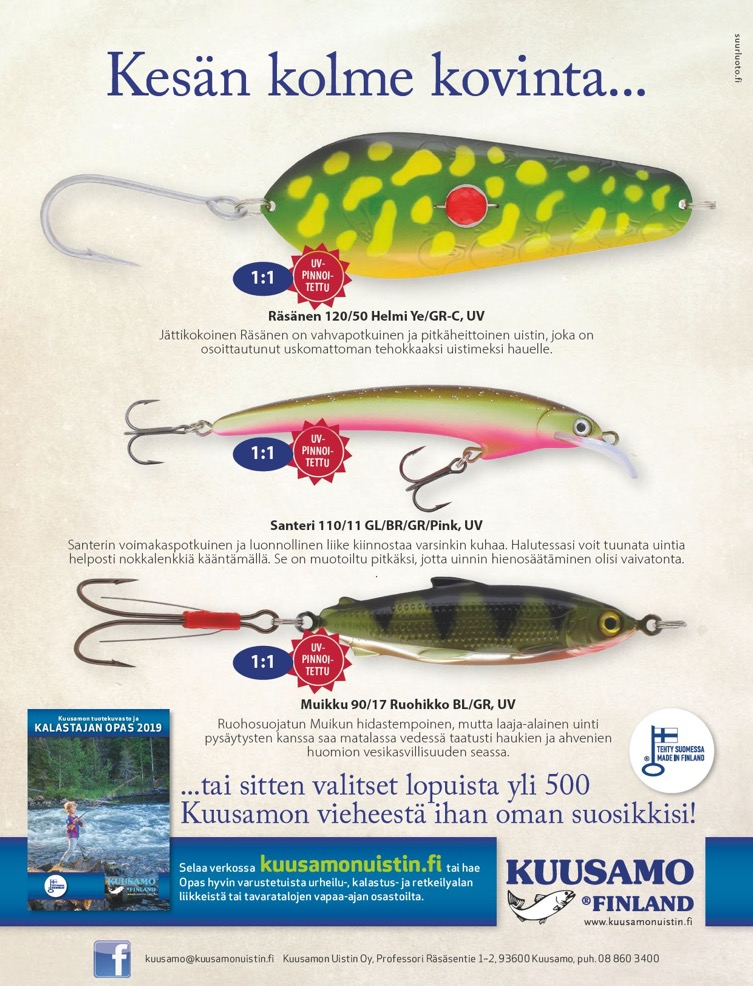 suurluoto.fi
Kesän kolme kovinta...
1:1
UV-
PINNOI-
TETTU
Räsänen 120/50 Helmi Ye/GR-C, UV
Jättikokoinen Räsänen on vahvapotkuinen ja pitkäheittoinen uistin, joka on
osoittautunut uskomattoman tehokkaaksi uistimeksi hauelle.
1:1
UV-
PINNOI-
TETTU
Santeri 110/11 GL/BR/GR/Pink, UV
Santerin voimakaspotkuinen ja luonnollinen liike kiinnostaa varsinkin kuhaa. Halutessasi voit tuunata uintia
helposti nokkalenkkiä kääntämällä. Se on muotoiltu pitkäksi, jotta uinnin hienosäätäminen olisi vaivatonta.
1:1
UV-
PINNOI-
TETTU
Muikku 90/17 Ruohikko BL/GR, UV
Ruohosuojatun Muikun hidastempoinen, mutta laaja-alainen uinti
pysäytysten kanssa saa matalassa vedessä taatusti haukien ja ahvenien
huomion vesikasvillisuuden seassa.
Kuusamon tuotekuvasto ja
KALASTAJAN OPAS 2019
KUUSAMO
®FINLAND
TEHTY SUOMESSA
MADE IN FINLAND
...tai sitten valitset lopuista yli 500
Kuusamon vieheestä ihan oman suosikkisi!
Selaa verkossa kuusamonuistin.fi tai hae
Opas hyvin varustetuista urheilu-, kalastus- ja retkeilyalan
liikkeistä tai tavaratalojen vapaa-ajan osastoilta.
KUUSAMO
®FINLAND
www.kuusamonuistin.fi
f
kuusamo@kuusamonuistin.fi Kuusamon Uistin Oy, Professori Räsäsentie 1–2, 93600 Kuusamo, puh. 08 860 3400